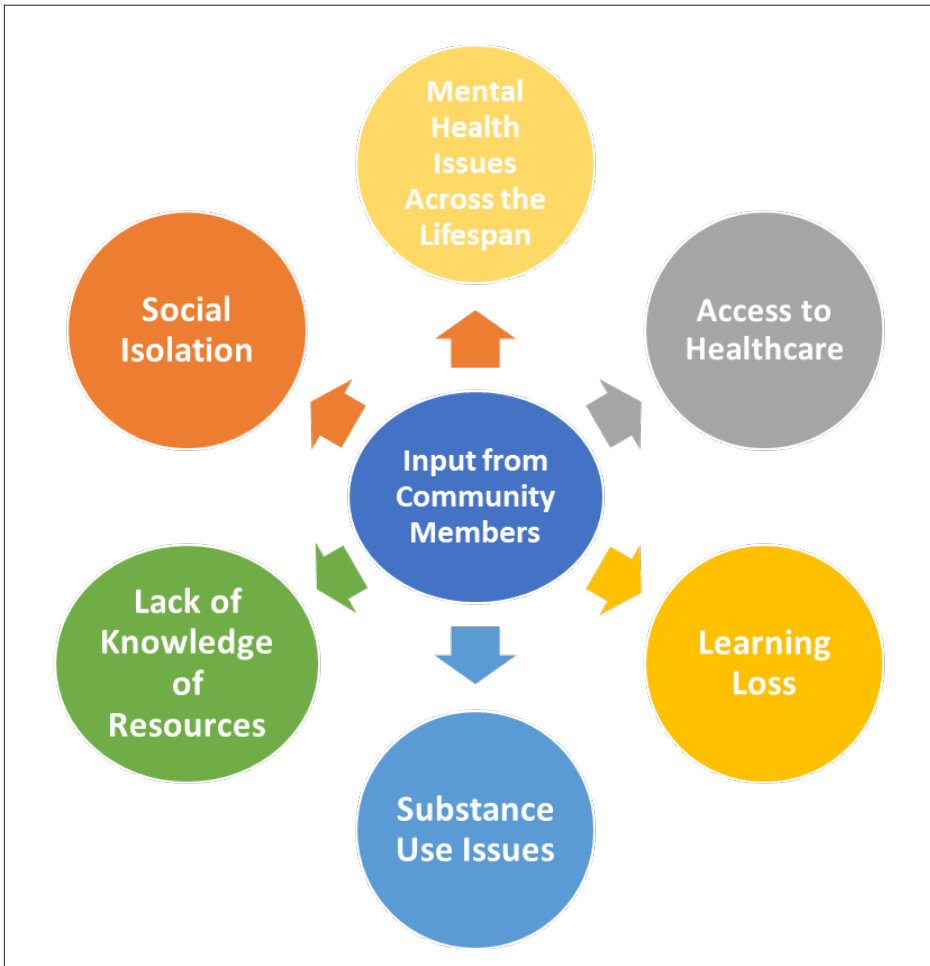 Mental
Health
Issues
Across the
Lifespan
Social
Isolation
Access to
Healthcare
Input from
Community
Members
Lack of
Knowledge
of
Resources
Learning
Loss
Substance
Use Issues